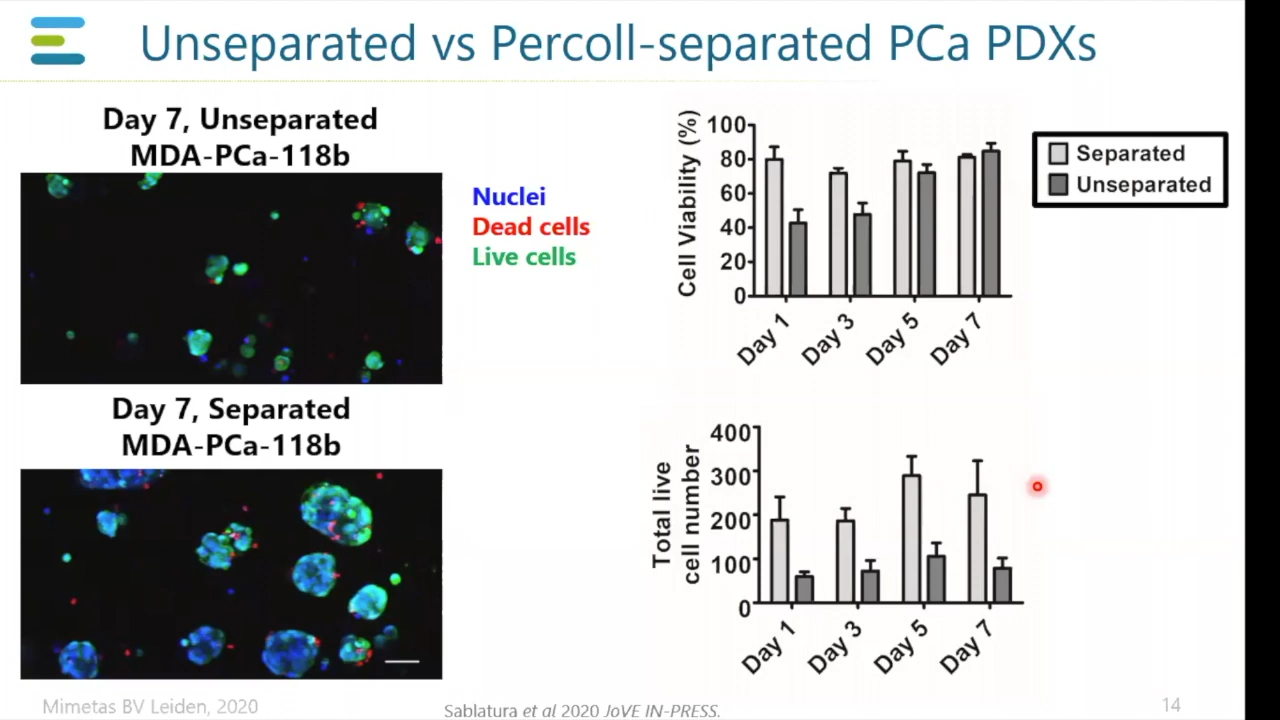 Unseparated vs Percoll-separated PCa PDXs
Day 7, Unseparated
MDA-PCa-118b
Nuclei
Dead cells
Live cells
Day 7, Separated
MDA-PCa-118b
Cell Viability (%)
100
80
60
40
20
0
Day 1
Day 3
Day 5
Day 7
Separated
Unseparated
Total live
cell number
400
300
200
100
0
Day 1
Day 3
Day 5
Day 7
Mimetas BV Leiden, 2020
Sablatura et al 2020 JoVE IN-PRESS.
14